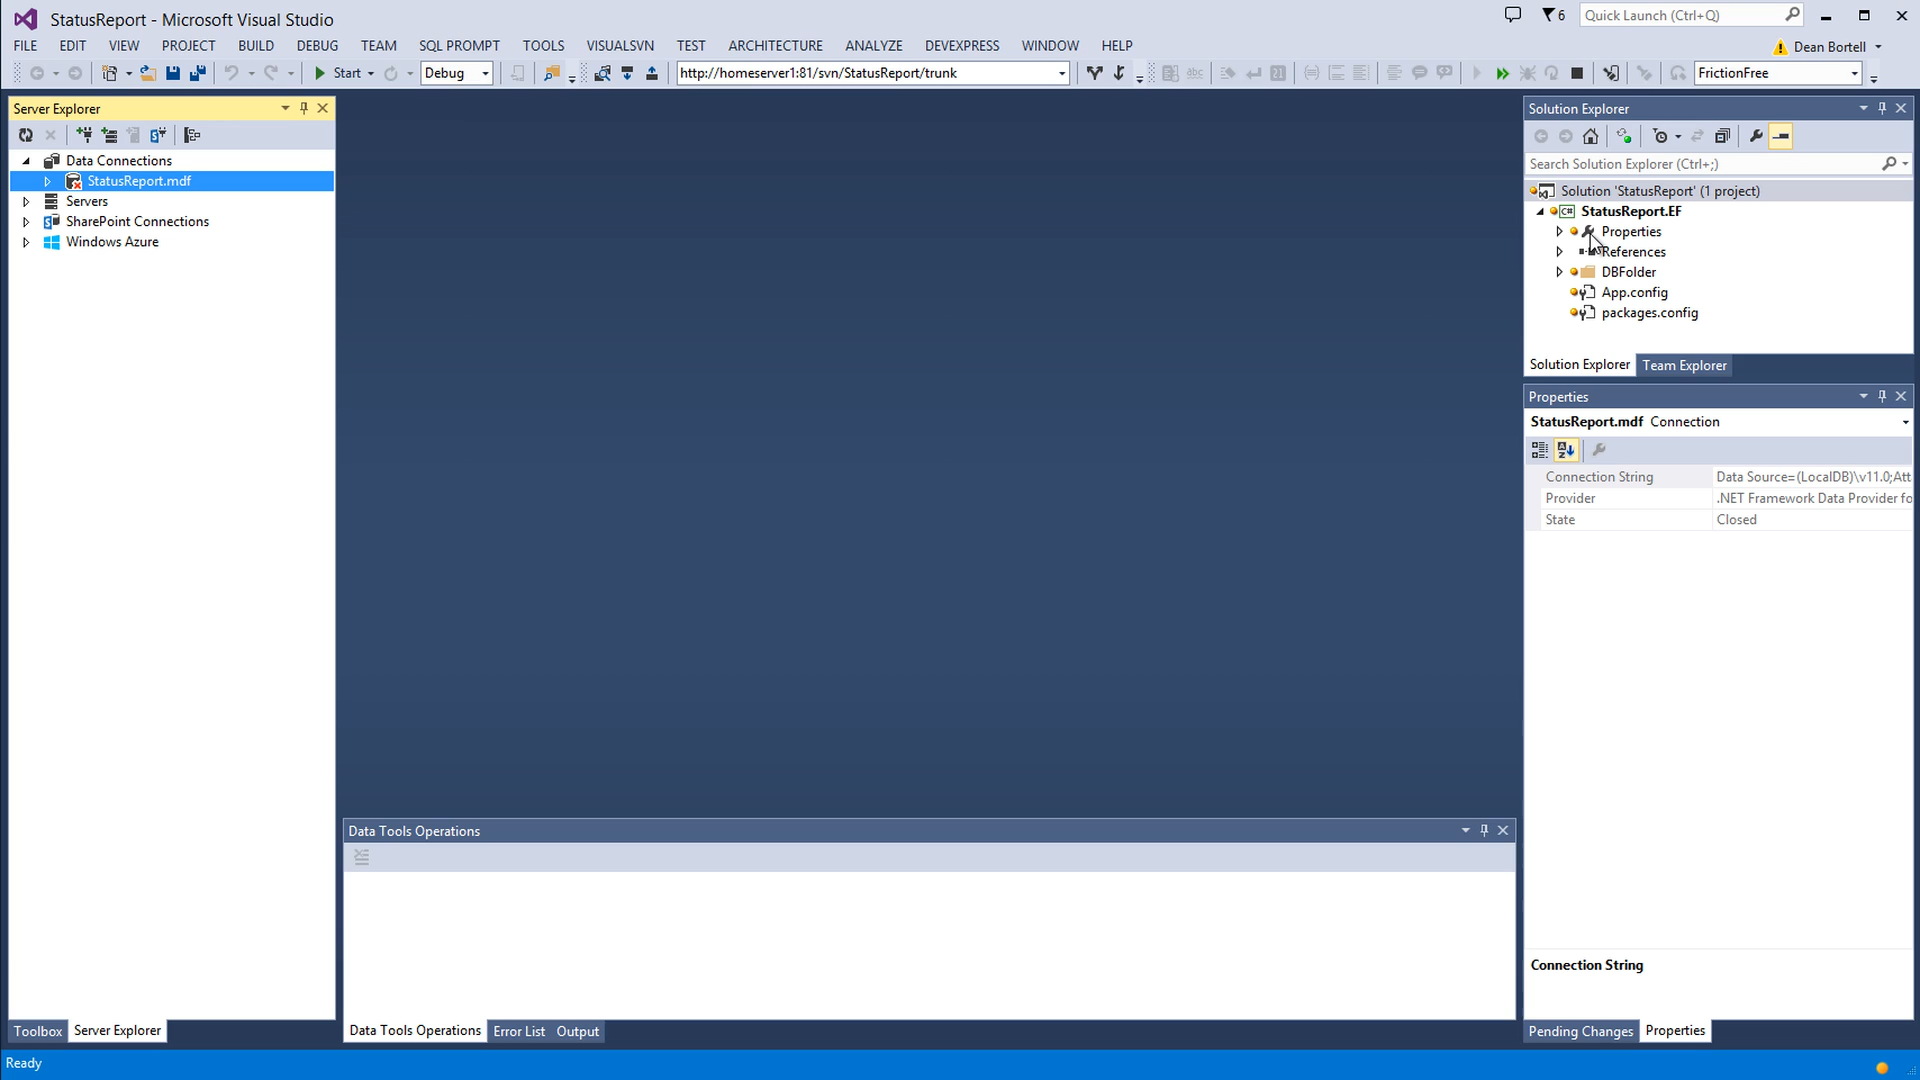 StatusReport - Microsoft Visual Studio
6
Quick Launch (Ctrl+Q)
FILE EDIT VIEW PROJECT BUILD DEBUG TEAM SQL PROMPT TOOLS VISUALSVN TEST ARCHITECTURE ANALYZE DEVEXPRESS WINDOW HELP
Dean Bortell
Start
Debug
http://homeserver1:81/svn/StatusReport/trunk
FrictionFree
Server Explorer
Data Connections
StatusReport.mdf
Servers
SharePoint Connections
Windows Azure
Toolbox
Server Explorer
Data Tools Operations
Data Tools Operations
Error List
Output
Solution Explorer
Search Solution Explorer (Ctrl+;)
Solution 'StatusReport' (1 project)
StatusReport.EF
Properties
References
DBFolder
App.config
packages.config
Solution Explorer
Team Explorer
Properties
StatusReport.mdf Connection
Connection String Data Source=(LocalDB)\v11.0;Att
Provider .NET Framework Data Provider fo
State Closed
Connection String
Pending Changes
Properties
Ready